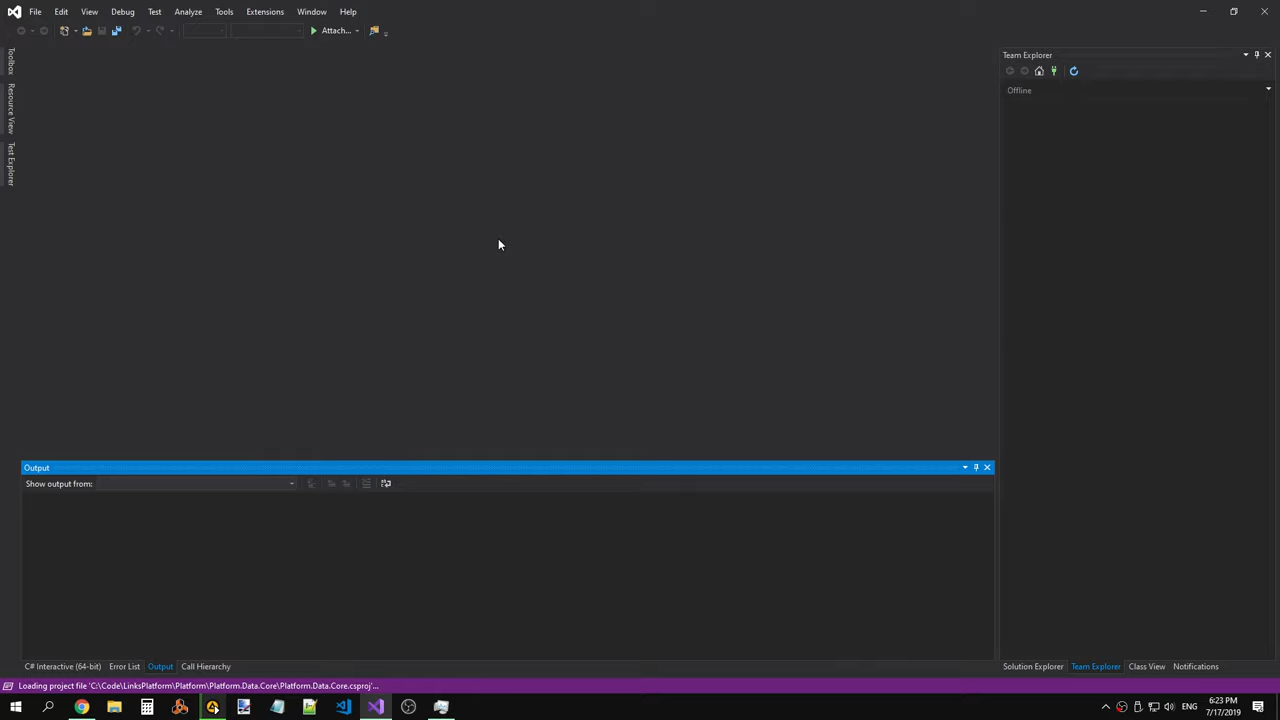 File Edit View Debug Test Analyze Tools Extensions Window Help
Attach...
Toolbox
Resource View
Test Explorer
Team Explorer
Offline
Output
Show output from:
C# Interactive (64-bit) Error List Output Call Hierarchy
Solution Explorer Team Explorer Class View Notifications
Loading project file 'C:\Code\LinksPlatform\Platform\Platform.Data.Core\Platform.Data.Core.csproj'...
ENG
6:23 PM
7/17/2019